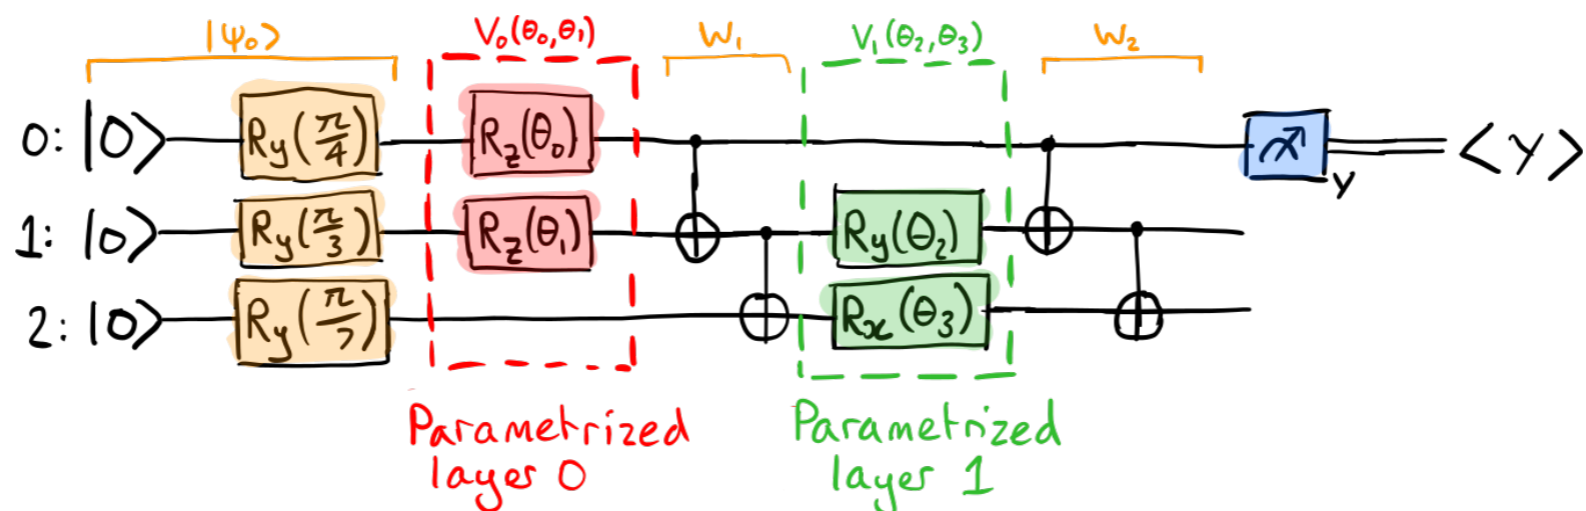 |ψ₀⟩ V₀(θ₀,θ₁) W₁ V₁(θ₂,θ₃) W₂
0: |0⟩ Ry(π/4) Rz(θ₀) Y <Y>
1: |0⟩ Ry(π/3) Rz(θ₁) Ry(θ₂)
2: |0⟩ Ry(π/7) Rx(θ₃)
Parametrized
layer 0
Parametrized
layer 1